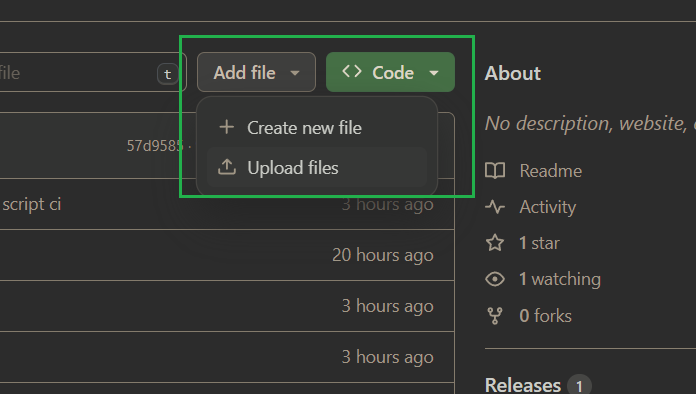 file
t
Add file
Code
About
Create new file
Upload files
No description, website,
57d9585 ·
script ci
3 hours ago
20 hours ago
3 hours ago
3 hours ago
Readme
Activity
1 star
1 watching
0 forks
Releases 1